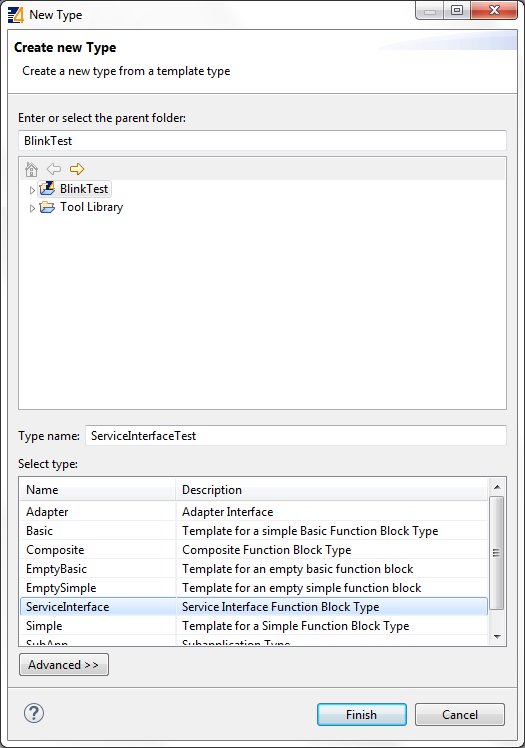 New Type
Create new Type
Create a new type from a template type
Enter or select the parent folder:
BlinkTest
BlinkTest
Tool Library
Type name: ServiceInterfaceTest
Select type:
Name Description
Adapter Adapter Interface
Basic Template for a simple Basic Function Block Type
Composite Composite Function Block Type
EmptyBasic Template for an empty basic function block
EmptySimple Template for an empty simple function block
ServiceInterface Service Interface Function Block Type
Simple Template for a Simple Function Block Type
SubApp Subapplication Type
Advanced >>
? Finish Cancel